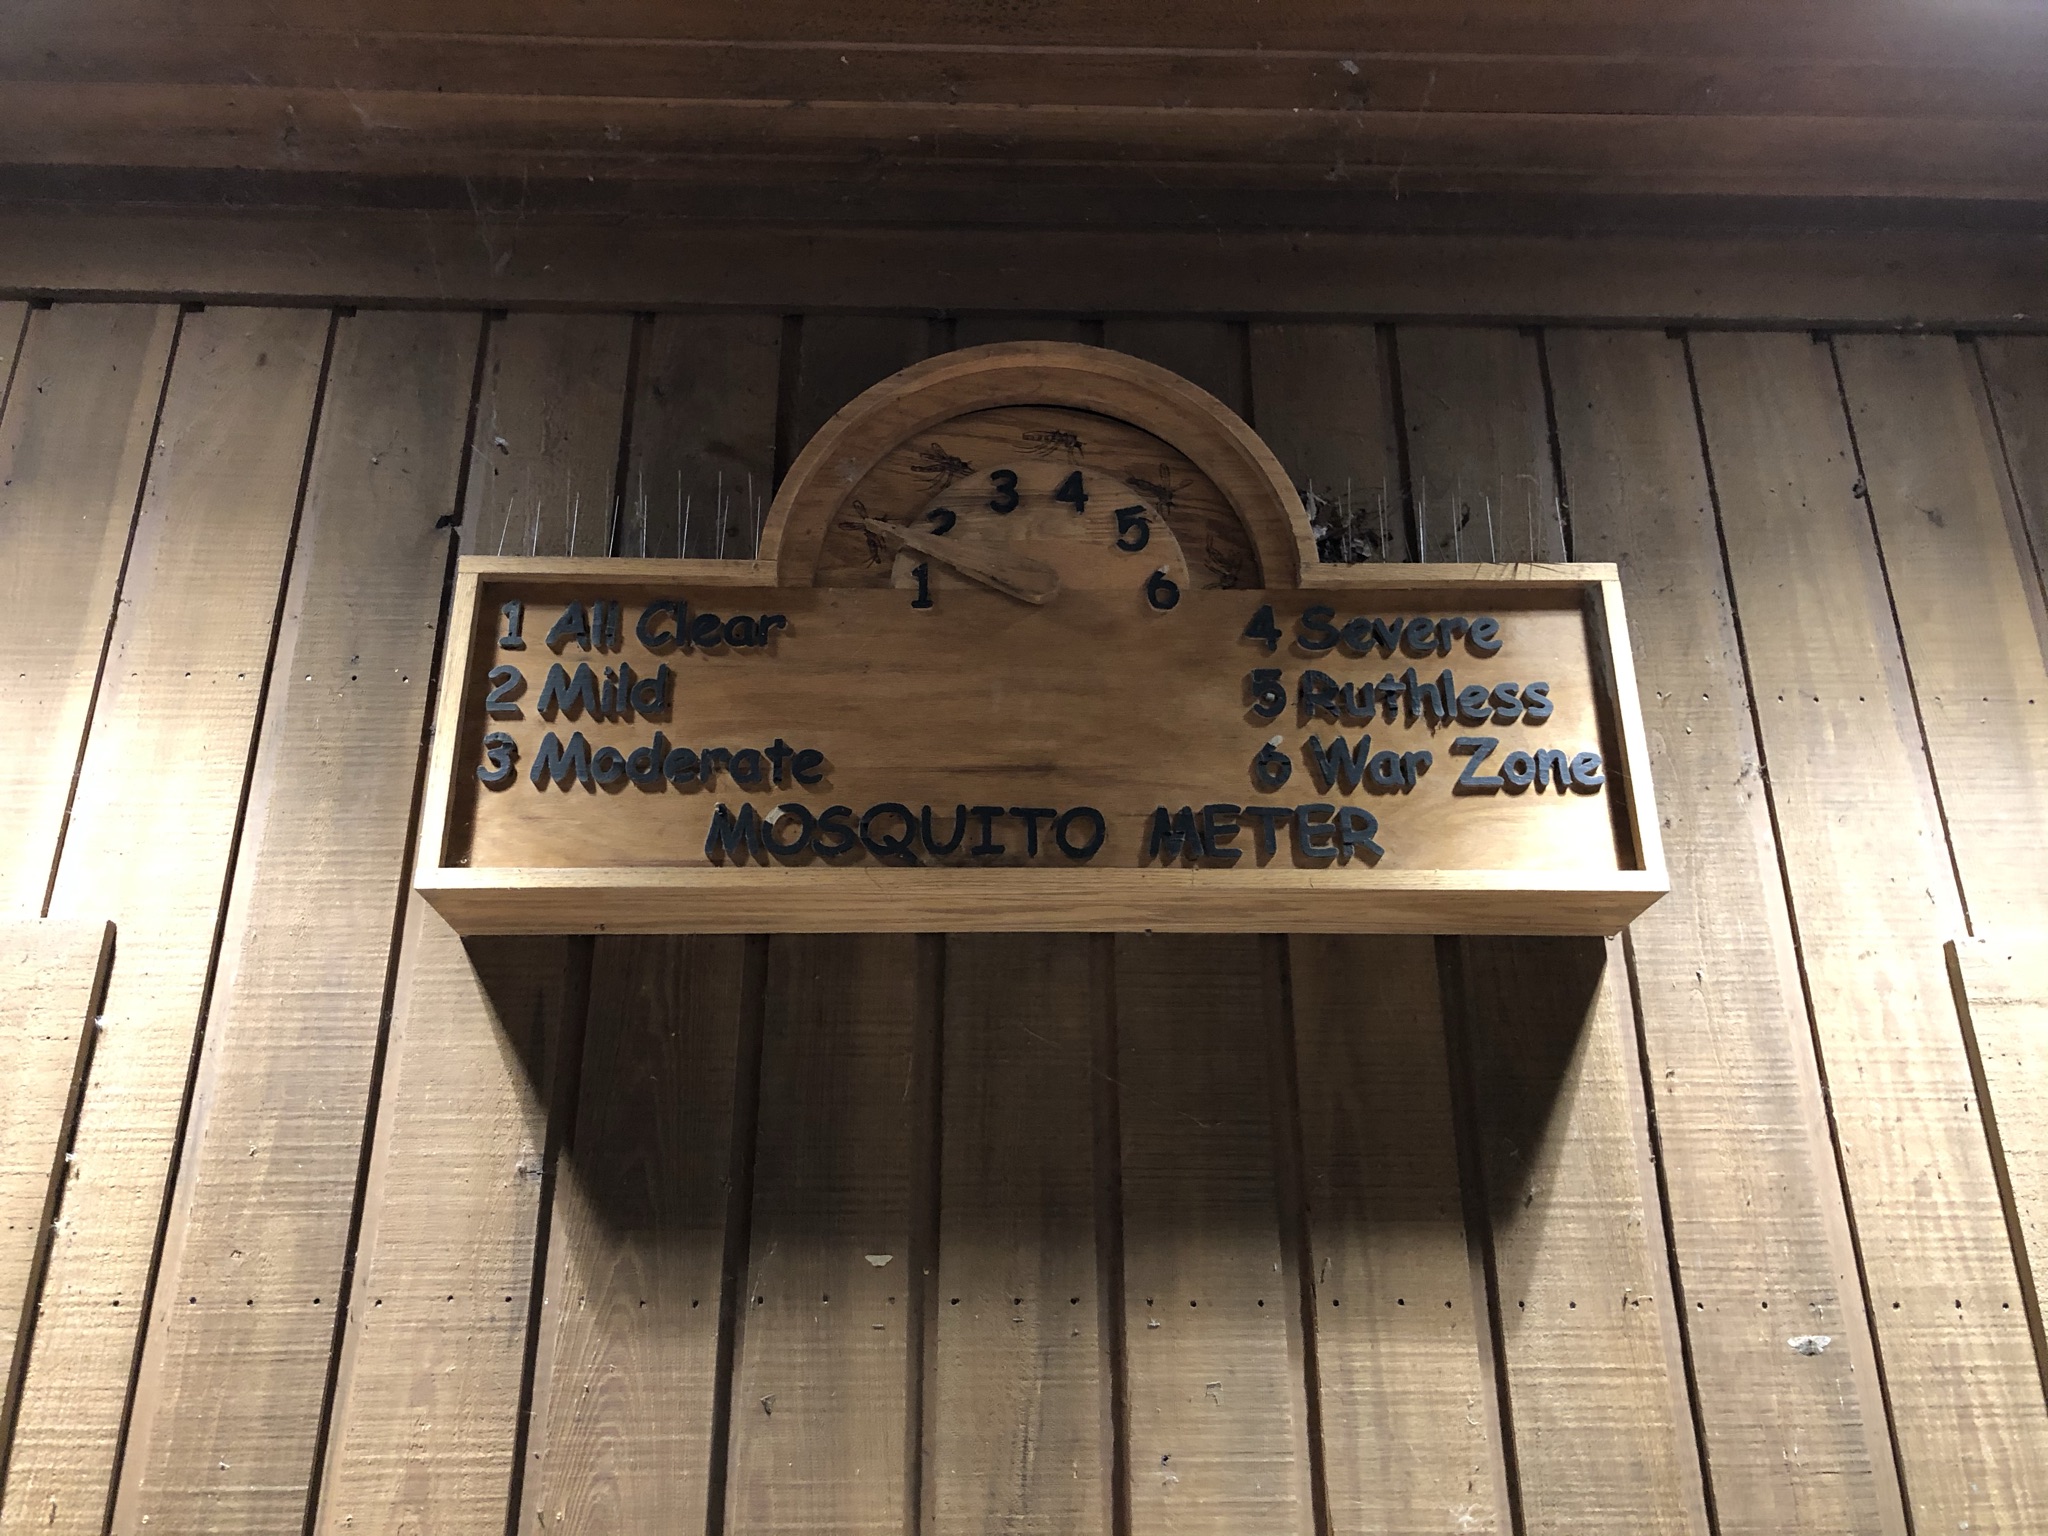 1 2 3 4 5 6
1 All Clear
2 Mild
3 Moderate
4 Severe
5 Ruthless
6 War Zone
MOSQUITO METER